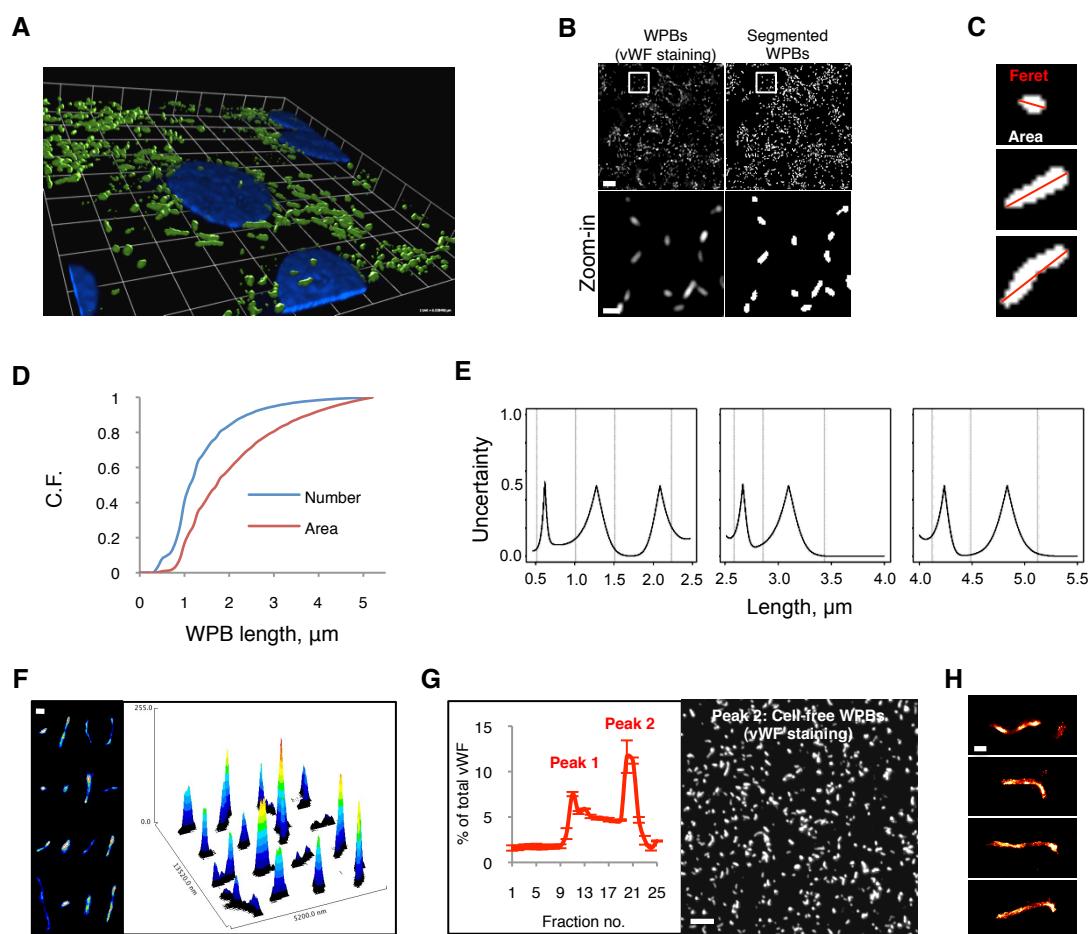 A
B
WPBs
(vWF staining)
Segmented
WPBs
Zoom-in
C
Feret
Area
D
C.F.
1
0.8
0.6
0.4
0.2
0
Number
Area
0 1 2 3 4 5
WPB length, µm
E
Uncertainty
1.0
0.5
0.0
0.5 1.0 1.5 2.0 2.5
2.5 3.0 3.5 4.0
4.0 4.5 5.0 5.5
Length, µm
F
255.0
0.0
13520.0 nm
5200.0 nm
G
% of total vWF
15
10
5
0
Peak 1
Peak 2
1 5 9 13 17 21 25
Fraction no.
Peak 2: Cell-free WPBs
(vWF staining)
H